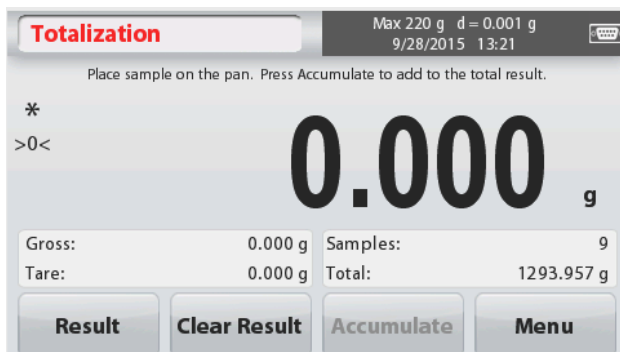 Totalization
Max 220 g d = 0.001 g
9/28/2015 13:21
Place sample on the pan. Press Accumulate to add to the total result.
*
>0<
0.000 g
Gross: 0.000 g Samples: 9
Tare: 0.000 g Total: 1293.957 g
Result Clear Result Accumulate Menu